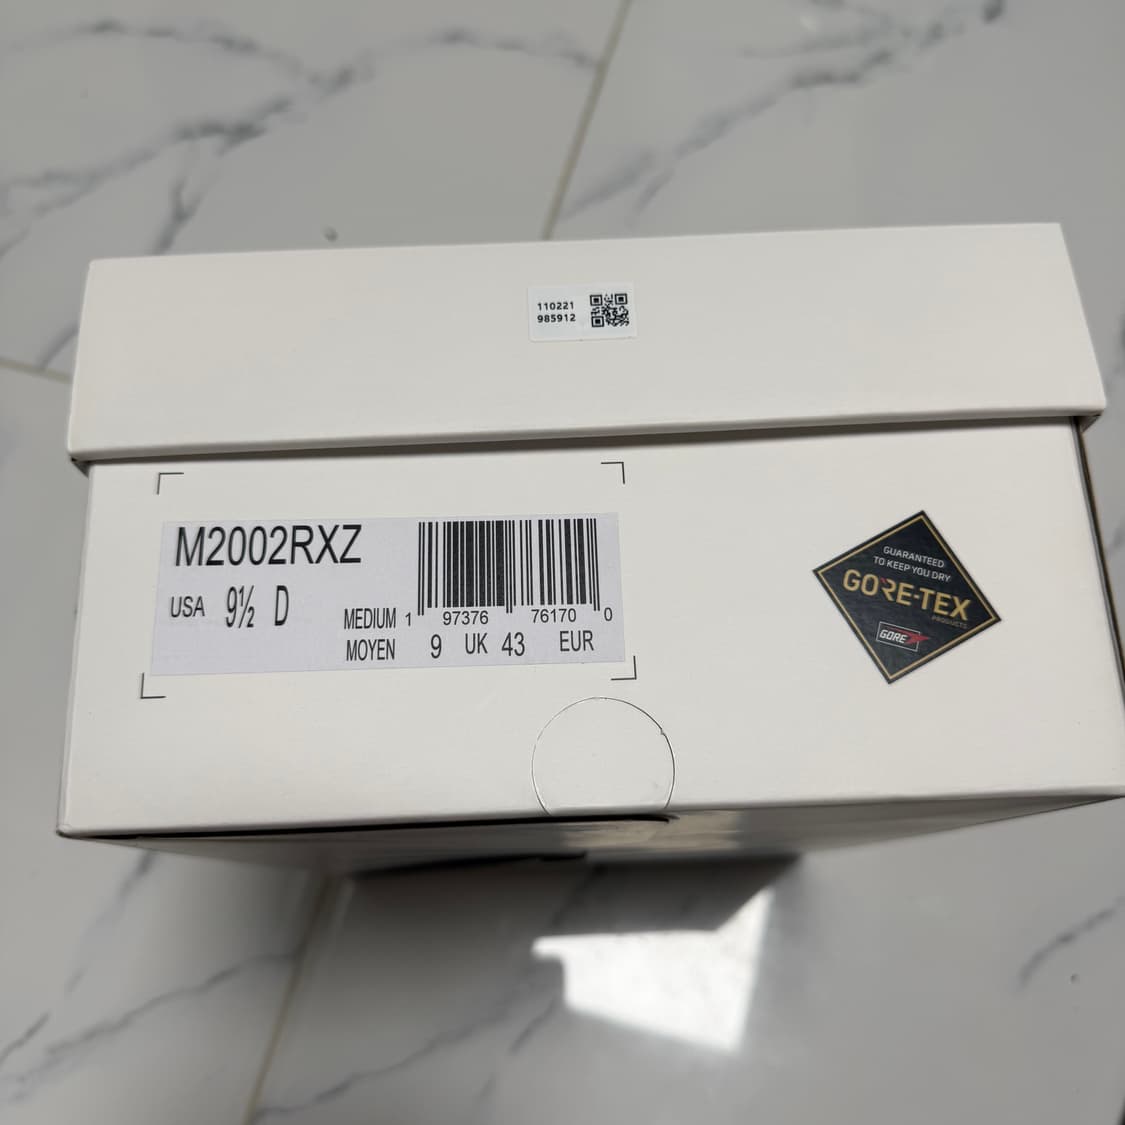 110221
985912
M2002RXZ
USA 9½ D
MEDIUM 1 97376 76170 0
MOYEN 9 UK 43 EUR
GUARANTEED
TO KEEP YOU DRY
GORE-TEX
PRODUCTS
GORE